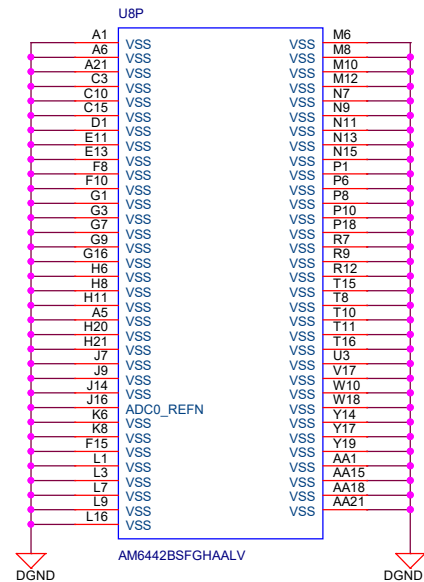 U8P
A1 VSS VSS M6
A6 VSS VSS M8
A21 VSS VSS M10
C3 VSS VSS M12
C10 VSS VSS N7
C15 VSS VSS N9
D1 VSS VSS N11
E11 VSS VSS N13
E13 VSS VSS N15
F8 VSS VSS P1
F10 VSS VSS P6
G1 VSS VSS P8
G3 VSS VSS P10
G7 VSS VSS P18
G9 VSS VSS R7
G16 VSS VSS R9
H6 VSS VSS R12
H8 VSS VSS T15
H11 VSS VSS T8
A5 VSS VSS T10
H20 VSS VSS T11
H21 VSS VSS T16
J7 VSS VSS U3
J9 VSS VSS V17
J14 VSS VSS W10
J16 ADC0_REFN VSS W18
K6 VSS VSS Y14
K8 VSS VSS Y17
F15 VSS VSS Y19
L1 VSS VSS AA1
L3 VSS VSS AA15
L7 VSS VSS AA18
L9 VSS VSS AA21
L16 VSS
AM6442BSFGHAALV
DGND DGND